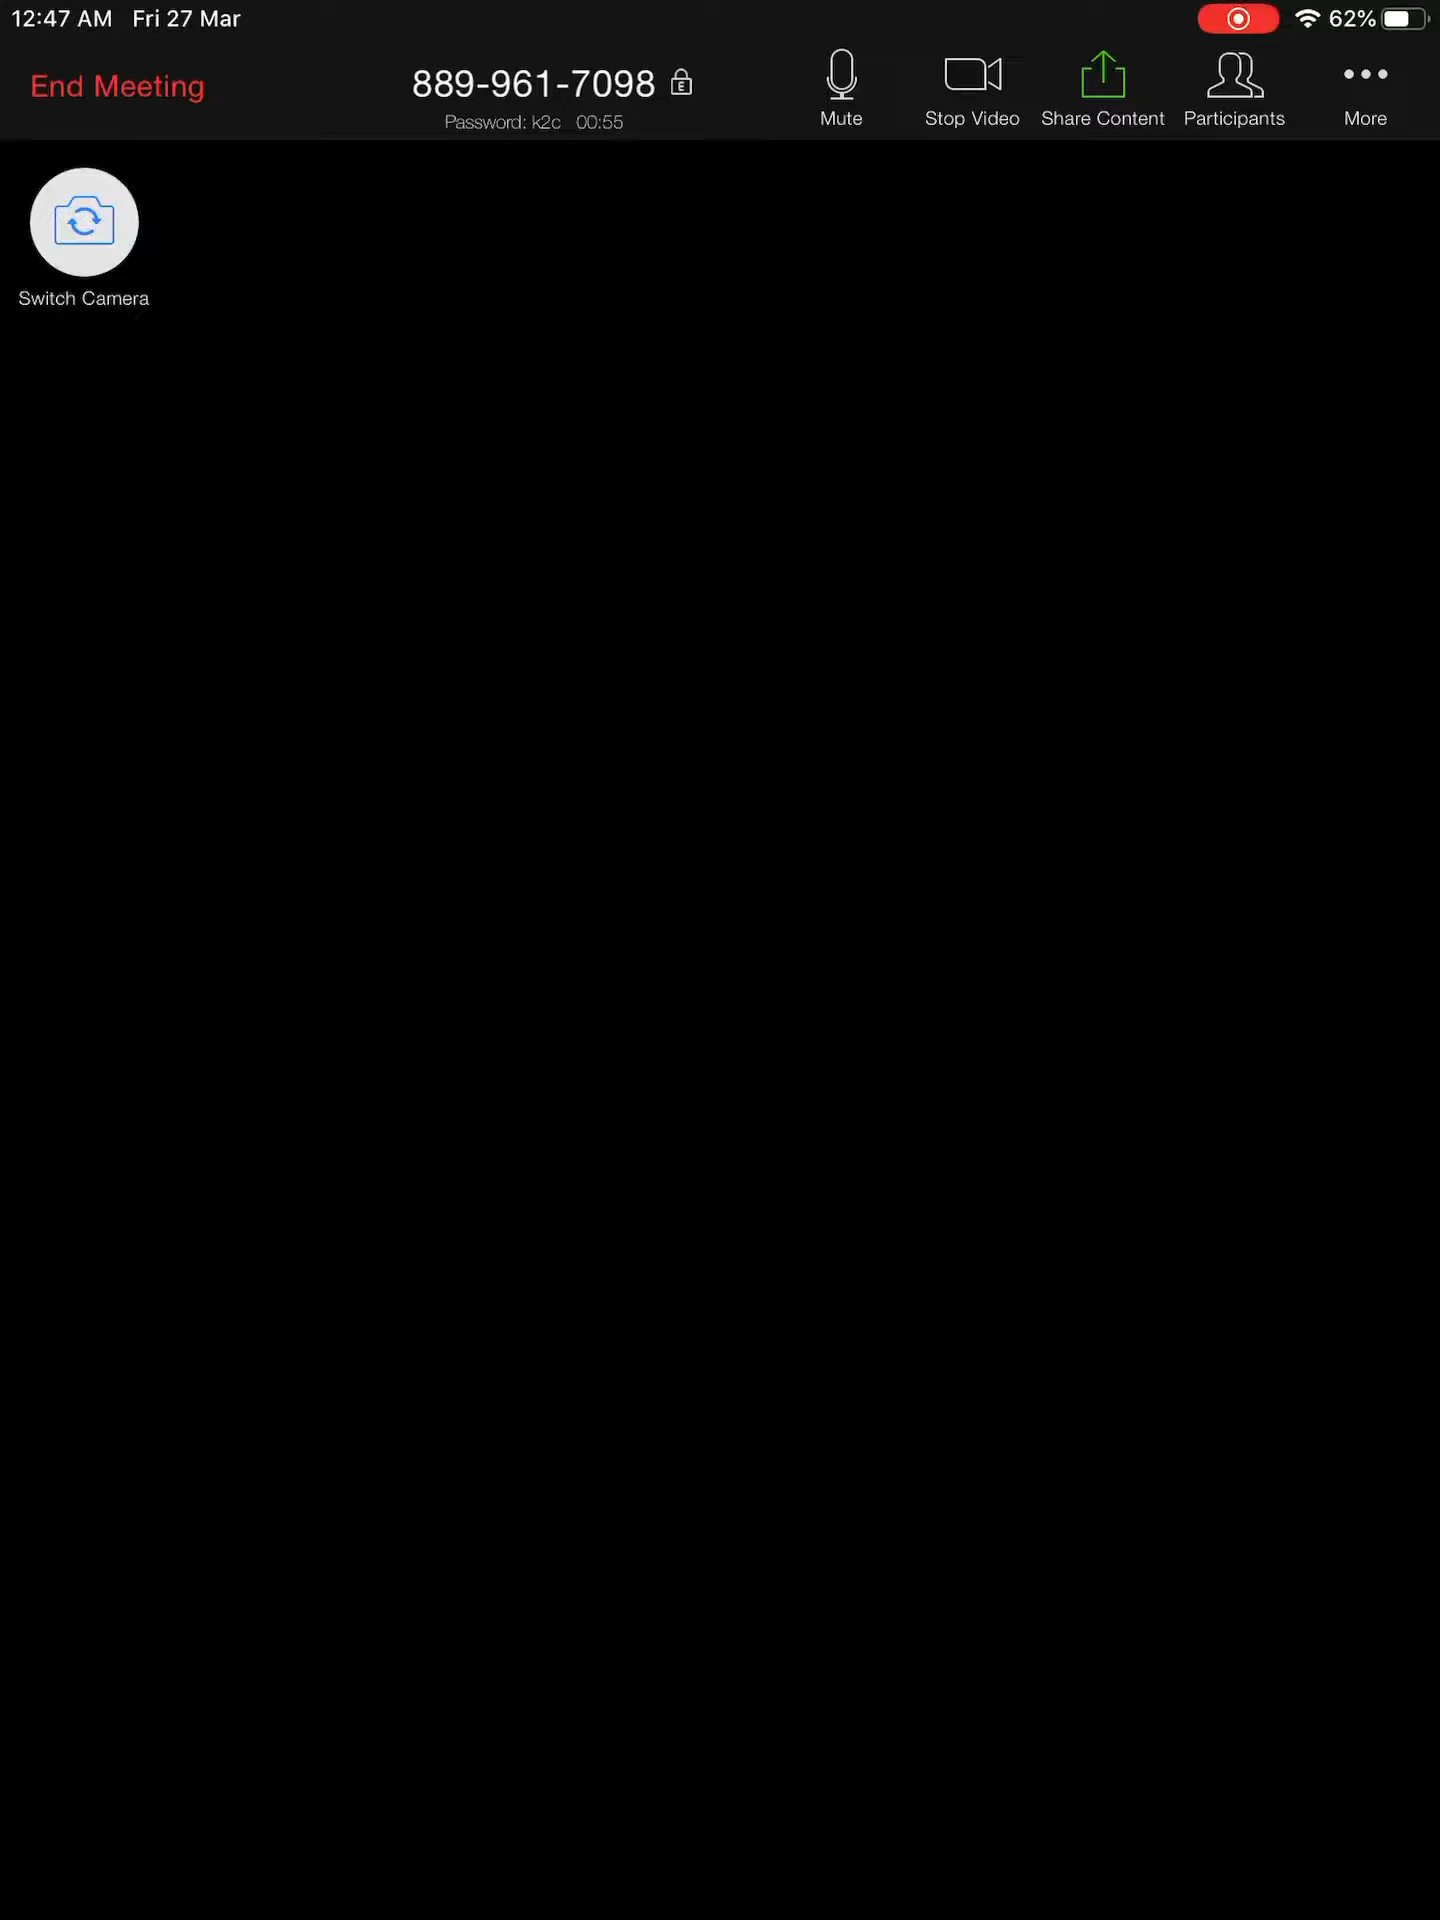 12:47 AM Fri 27 Mar
62%
End Meeting
889-961-7098
Password: k2c 00:55
Mute
Stop Video
Share Content
Participants
More
Switch Camera